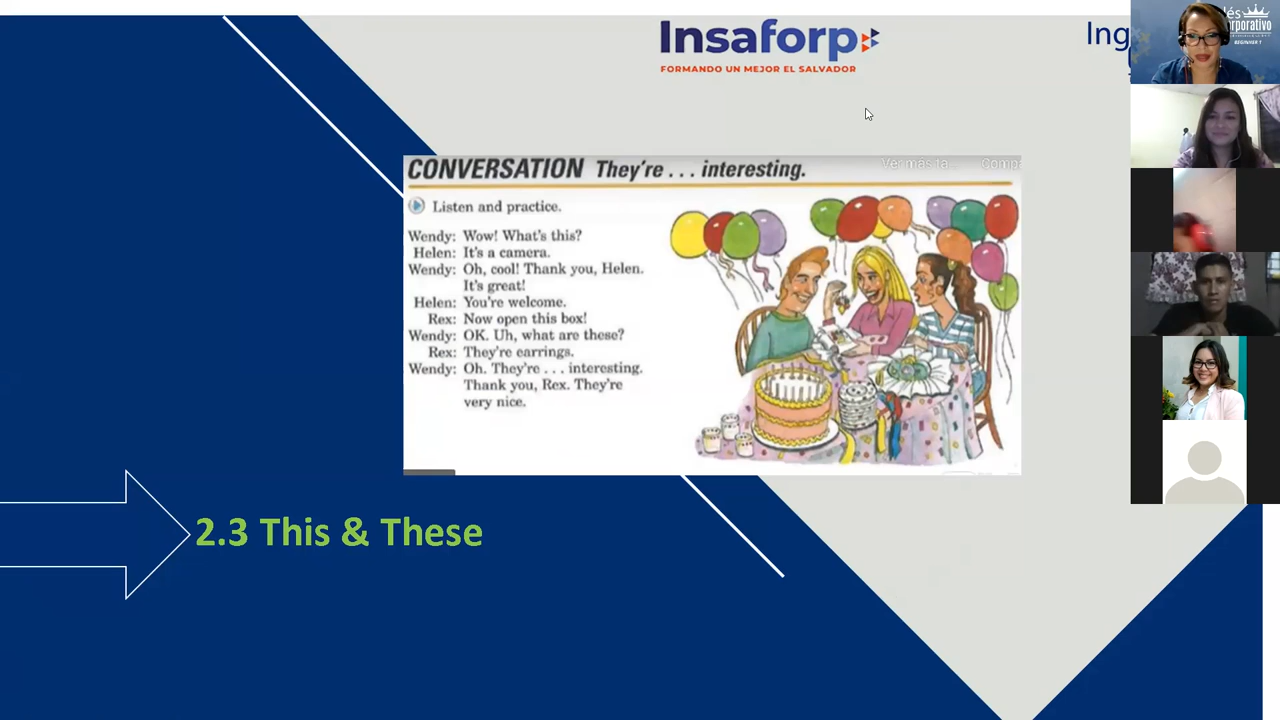 Insaforp
FORMANDO UN MEJOR EL SALVADOR
Ing
CONVERSATION They're . . . interesting.
Ver más ta...
Listen and practice.
Wendy: Wow! What's this?
Helen: It's a camera.
Wendy: Oh, cool! Thank you, Helen.
It's great!
Helen: You're welcome.
Rex: Now open this box!
Wendy: OK. Uh, what are these?
Rex: They're earrings.
Wendy: Oh. They're . . . interesting.
Thank you, Rex. They're
very nice.
2.3 This & These